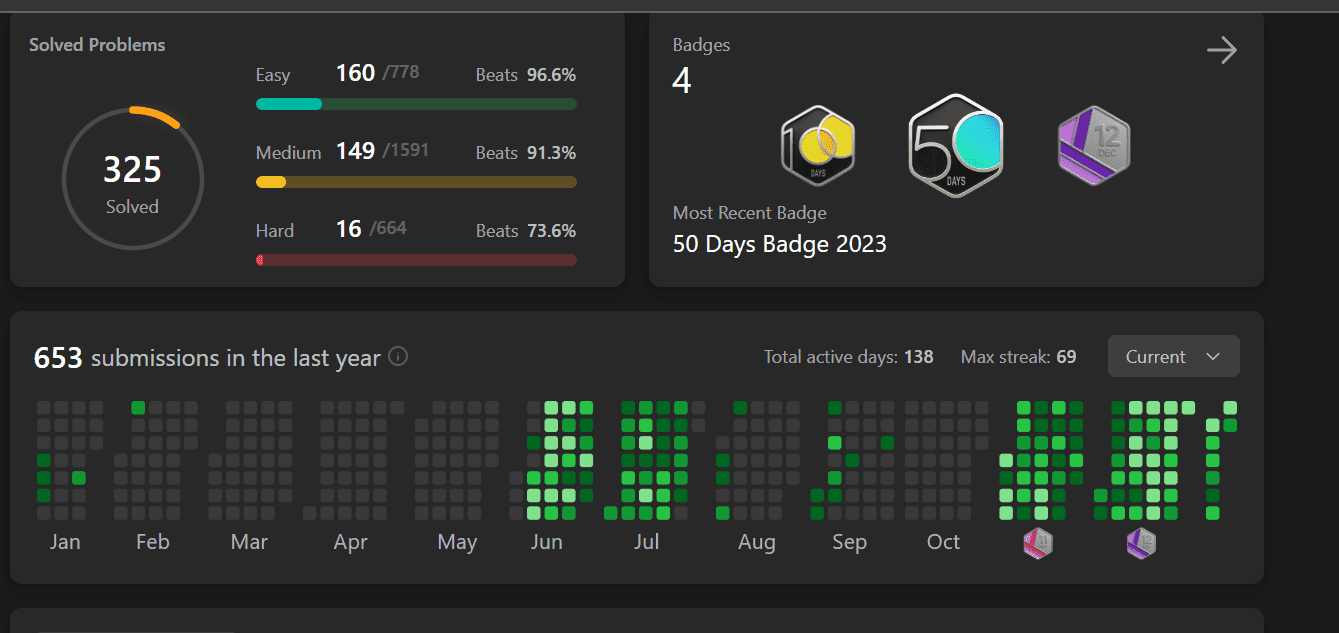 Solved Problems
325
Solved
Easy 160 /778 Beats 96.6%
Medium 149 /1591 Beats 91.3%
Hard 16 /664 Beats 73.6%
Badges
4
10
DAYS
50
DAYS
12
DEC
Most Recent Badge
50 Days Badge 2023
653 submissions in the last year
Total active days: 138 Max streak: 69 Current
Jan Feb Mar Apr May Jun Jul Aug Sep Oct
11
12